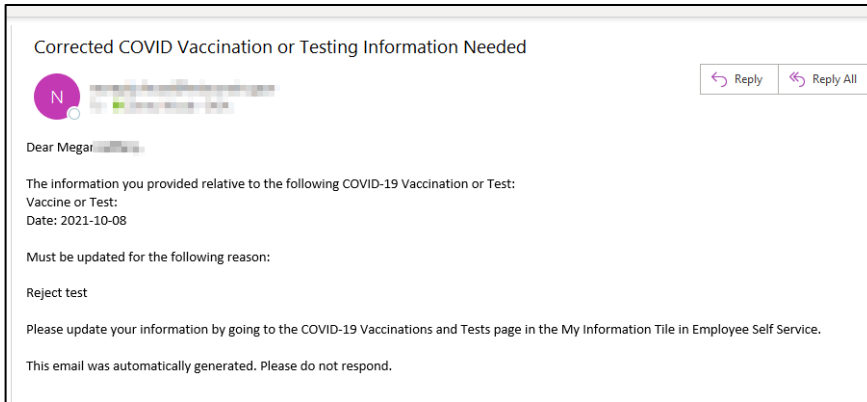 Corrected COVID Vaccination or Testing Information Needed
Reply
Reply All
N
Dear Megan
The information you provided relative to the following COVID-19 Vaccination or Test:
Vaccine or Test:
Date: 2021-10-08
Must be updated for the following reason:
Reject test
Please update your information by going to the COVID-19 Vaccinations and Tests page in the My Information Tile in Employee Self Service.
This email was automatically generated. Please do not respond.